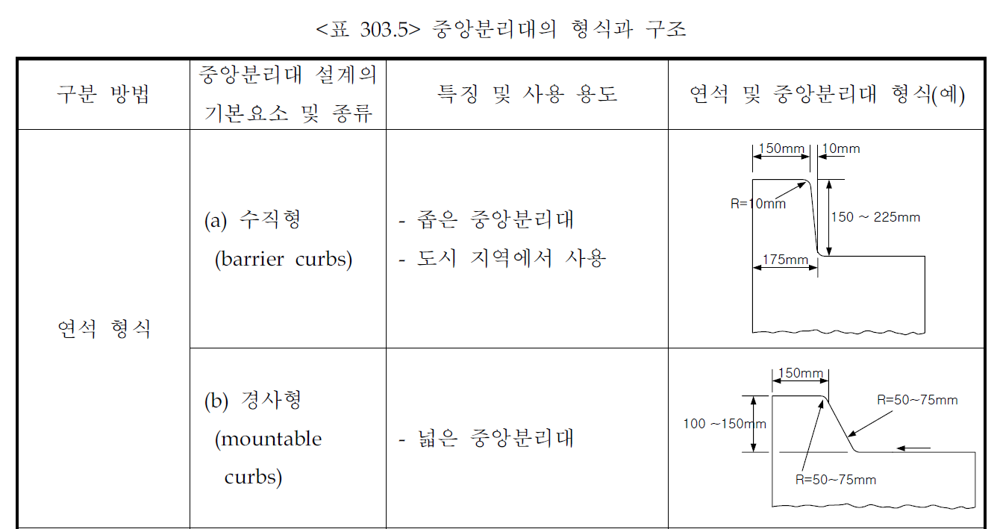 <표 303.5> 중앙분리대의 형식과 구조
구분 방법
중앙분리대 설계의
기본요소 및 종류
특징 및 사용 용도
연석 및 중앙분리대 형식(예)
연석 형식
(a) 수직형
(barrier curbs)
- 좁은 중앙분리대
- 도시 지역에서 사용
150mm
10mm
R=10mm
150 ~ 225mm
175mm
(b) 경사형
(mountable
curbs)
- 넓은 중앙분리대
150mm
R=50~75mm
100 ~150mm
R=50~75mm